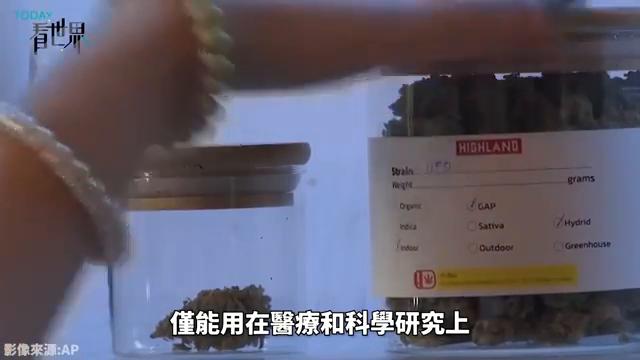 TODAY
看世界
HIGHLAND
Strain UFO
Weight grams
Organic GAP
Indica Sativa Hydrid
Indoor Outdoor Greenhouse
僅能用在醫療和科學研究上
影像來源:AP